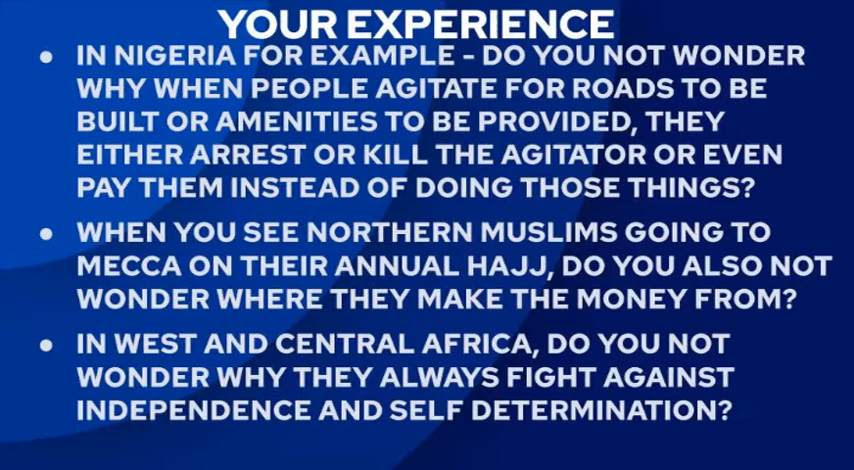 YOUR EXPERIENCE
• IN NIGERIA FOR EXAMPLE - DO YOU NOT WONDER
WHY WHEN PEOPLE AGITATE FOR ROADS TO BE
BUILT OR AMENITIES TO BE PROVIDED, THEY
EITHER ARREST OR KILL THE AGITATOR OR EVEN
PAY THEM INSTEAD OF DOING THOSE THINGS?
• WHEN YOU SEE NORTHERN MUSLIMS GOING TO
MECCA ON THEIR ANNUAL HAJJ, DO YOU ALSO NOT
WONDER WHERE THEY MAKE THE MONEY FROM?
• IN WEST AND CENTRAL AFRICA, DO YOU NOT
WONDER WHY THEY ALWAYS FIGHT AGAINST
INDEPENDENCE AND SELF DETERMINATION?